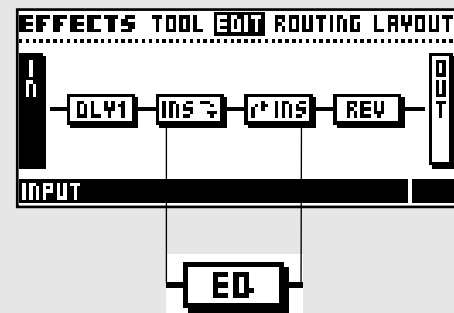 EFFECTS TOOL EDIT ROUTING LAYOUT
In
DLY1 INS INS REV
OUT
INPUT
EQ